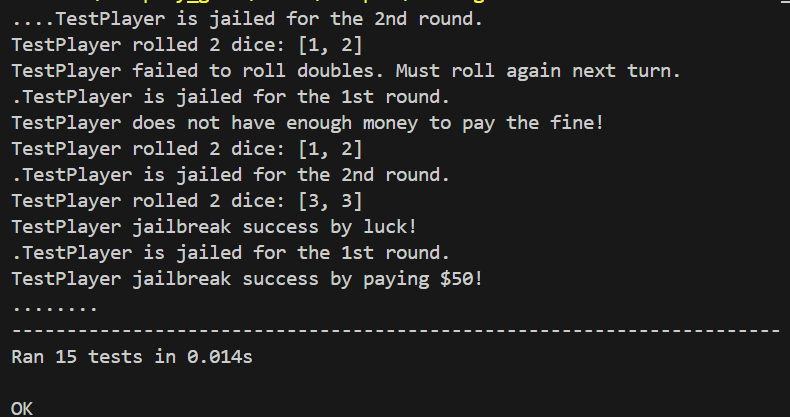 ....TestPlayer is jailed for the 2nd round.
TestPlayer rolled 2 dice: [1, 2]
TestPlayer failed to roll doubles. Must roll again next turn.
.TestPlayer is jailed for the 1st round.
TestPlayer does not have enough money to pay the fine!
TestPlayer rolled 2 dice: [1, 2]
.TestPlayer is jailed for the 2nd round.
TestPlayer rolled 2 dice: [3, 3]
TestPlayer jailbreak success by luck!
.TestPlayer is jailed for the 1st round.
TestPlayer jailbreak success by paying $50!
........
----------------------------------------------------------------------
Ran 15 tests in 0.014s
OK